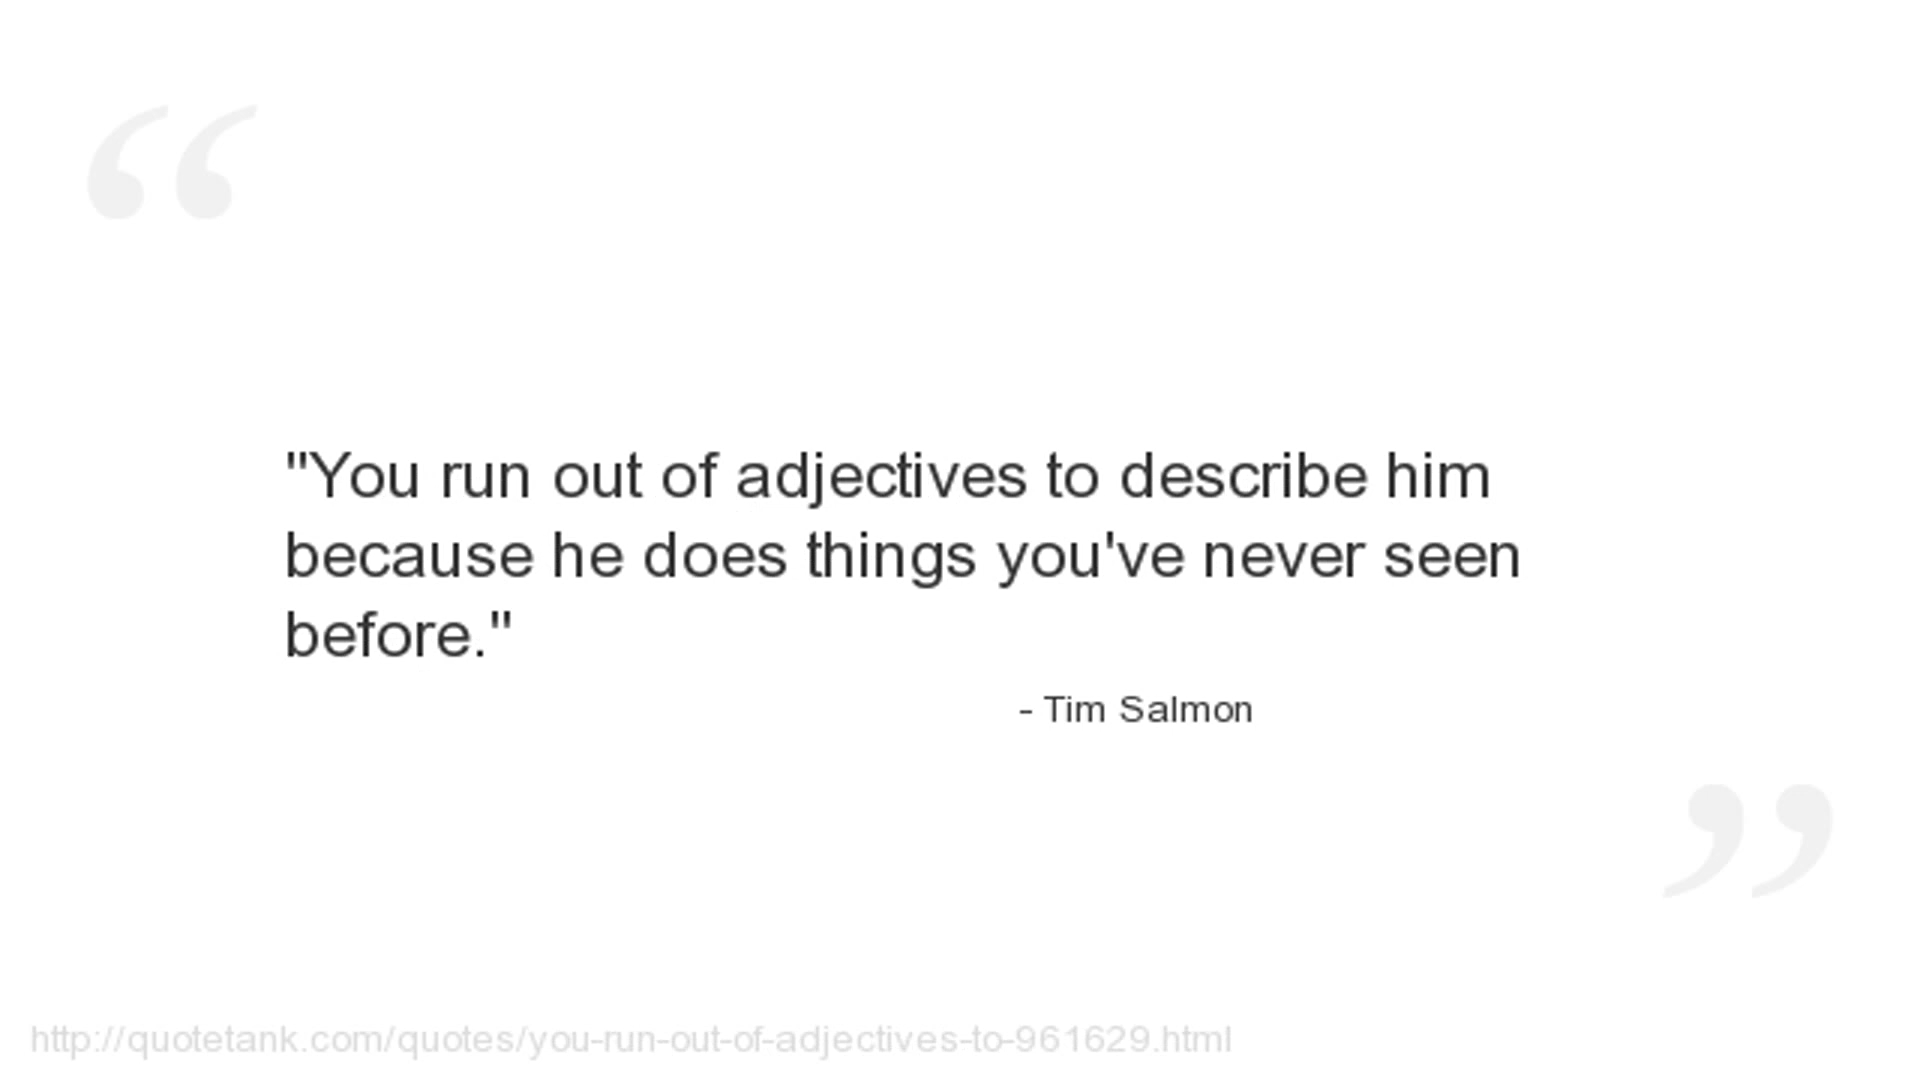 "You run out of adjectives to describe him
because he does things you've never seen
before."
- Tim Salmon
http://quotetank.com/quotes/you-run-out-of-adjectives-to-961629.html